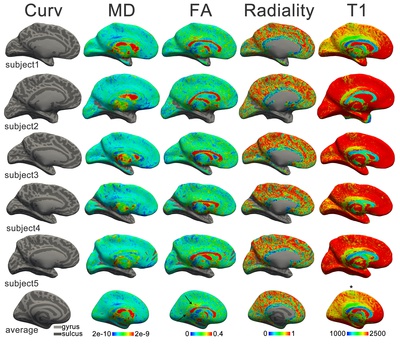 Curv MD FA Radiality T1
subject1
subject2
subject3
subject4
subject5
*
average
gyrus
sulcus
2e-10 2e-9 0 0.4 0 1 1000 2500